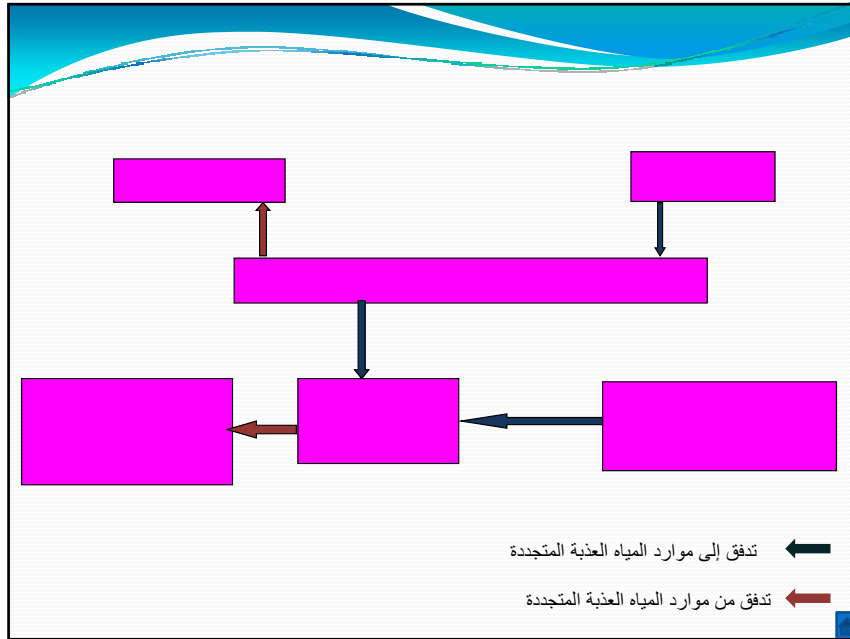 تدفق إلى موارد المياه العذبة المتجددة
تدفق من موارد المياه العذبة المتجددة